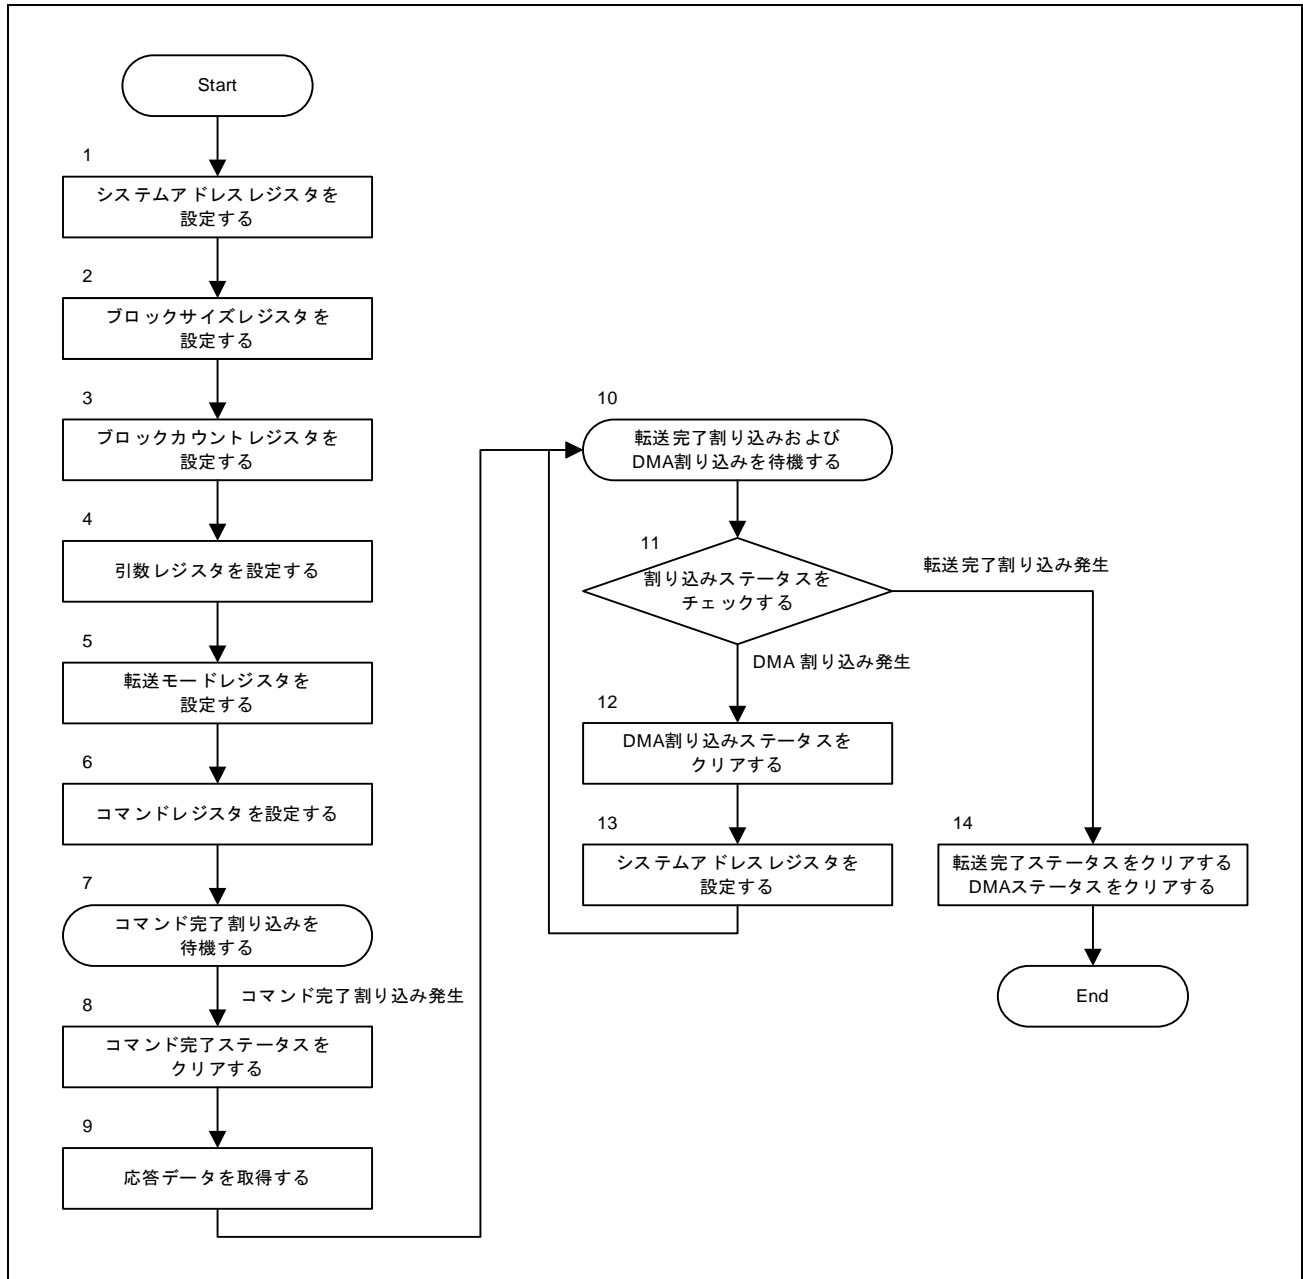 Start
1
システムアドレスレジスタを
設定する
2
ブロックサイズレジスタを
設定する
3
ブロックカウントレジスタを
設定する
4
引数レジスタを設定する
5
転送モードレジスタを
設定する
6
コマンドレジスタを設定する
7
コマンド完了割り込みを
待機する
コマンド完了割り込み発生
8
コマンド完了ステータスを
クリアする
9
応答データを取得する
10
転送完了割り込みおよび
DMA割り込みを待機する
11
割り込みステータスを
チェックする
転送完了割り込み発生
DMA 割り込み発生
12
DMA割り込みステータスを
クリアする
13
システムアドレスレジスタを
設定する
14
転送完了ステータスをクリアする
DMAステータスをクリアする
End